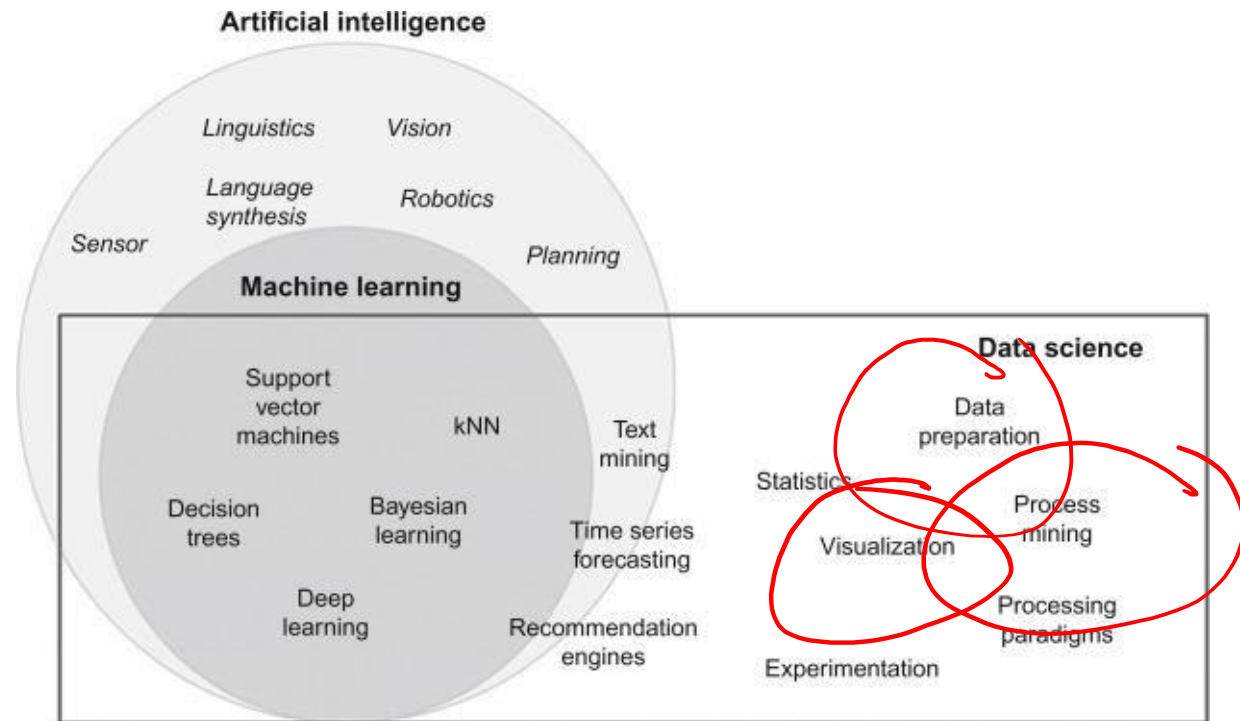 Artificial intelligence
Linguistics
Vision
Language
synthesis
Robotics
Sensor
Planning
Machine learning
Data science
Support
vector
machines
kNN
Text
mining
Data
preparation
Statistics
Decision
trees
Bayesian
learning
Time series
forecasting
Visualization
Process
mining
Deep
learning
Recommendation
engines
Processing
paradigms
Experimentation